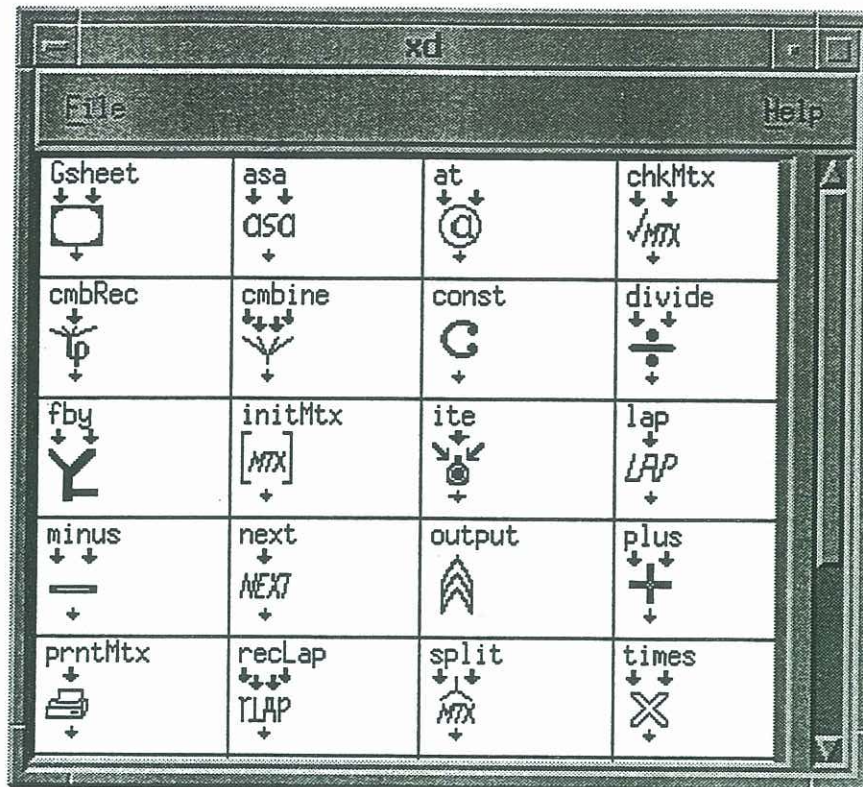 xd
File Help
Gsheet asa at chkMtx
asa @ √MTX
cmbRec cmbine const divide
φ C ÷
fby initMtx ite lap
Y [MTX] LAP
minus next output plus
− NEXT +
prntMtx recLap split times
rLAP MTX X